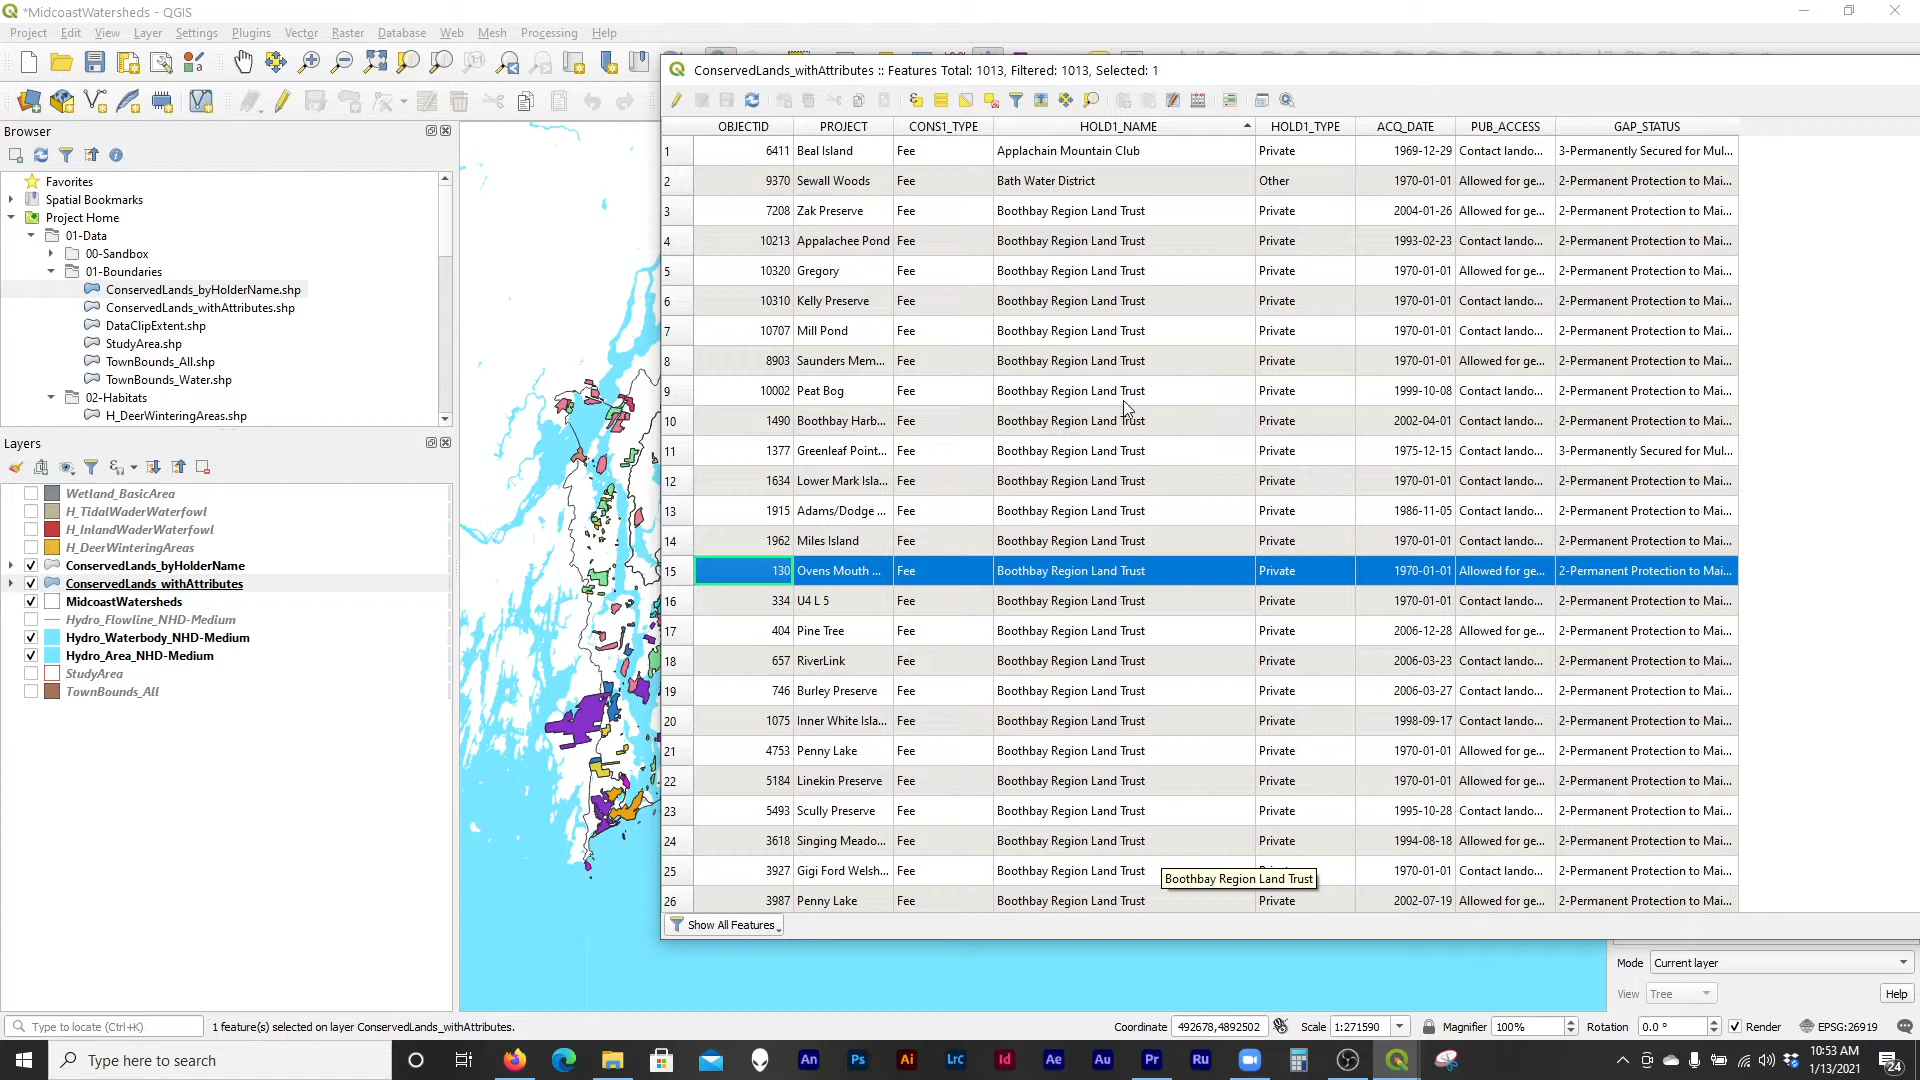 *MidcoastWatersheds - QGIS
Project Edit View Layer Settings Plugins Vector Raster Database Web Mesh Processing Help
ConservedLands_withAttributes :: Features Total: 1013, Filtered: 1013, Selected: 1
Browser
Favorites
Spatial Bookmarks
Project Home
01-Data
00-Sandbox
01-Boundaries
ConservedLands_byHolderName.shp
ConservedLands_withAttributes.shp
DataClipExtent.shp
StudyArea.shp
TownBounds_All.shp
TownBounds_Water.shp
02-Habitats
H_DeerWinteringAreas.shp
Layers
Wetland_BasicArea
H_TidalWaderWaterfowl
H_InlandWaderWaterfowl
H_DeerWinteringAreas
ConservedLands_byHolderName
ConservedLands_withAttributes
MidcoastWatersheds
Hydro_Flowline_NHD-Medium
Hydro_Waterbody_NHD-Medium
Hydro_Area_NHD-Medium
StudyArea
TownBounds_All
OBJECTID PROJECT CONS1_TYPE HOLD1_NAME HOLD1_TYPE ACQ_DATE PUB_ACCESS GAP_STATUS
1 6411 Beal Island Fee Applachain Mountain Club Private 1969-12-29 Contact lando... 3-Permanently Secured for Mul...
2 9370 Sewall Woods Fee Bath Water District Other 1970-01-01 Allowed for ge... 2-Permanent Protection to Mai...
3 7208 Zak Preserve Fee Boothbay Region Land Trust Private 2004-01-26 Allowed for ge... 2-Permanent Protection to Mai...
4 10213 Appalachee Pond Fee Boothbay Region Land Trust Private 1993-02-23 Contact lando... 2-Permanent Protection to Mai...
5 10320 Gregory Fee Boothbay Region Land Trust Private 1970-01-01 Allowed for ge... 2-Permanent Protection to Mai...
6 10310 Kelly Preserve Fee Boothbay Region Land Trust Private 1970-01-01 Contact lando... 2-Permanent Protection to Mai...
7 10707 Mill Pond Fee Boothbay Region Land Trust Private 1970-01-01 Contact lando... 2-Permanent Protection to Mai...
8 8903 Saunders Mem... Fee Boothbay Region Land Trust Private 1970-01-01 Allowed for ge... 2-Permanent Protection to Mai...
9 10002 Peat Bog Fee Boothbay Region Land Trust Private 1999-10-08 Contact lando... 2-Permanent Protection to Mai...
10 1490 Boothbay Harb... Fee Boothbay Region Land Trust Private 2002-04-01 Contact lando... 2-Permanent Protection to Mai...
11 1377 Greenleaf Point... Fee Boothbay Region Land Trust Private 1975-12-15 Contact lando... 3-Permanently Secured for Mul...
12 1634 Lower Mark Isla... Fee Boothbay Region Land Trust Private 1970-01-01 Contact lando... 2-Permanent Protection to Mai...
13 1915 Adams/Dodge ... Fee Boothbay Region Land Trust Private 1986-11-05 Contact lando... 2-Permanent Protection to Mai...
14 1962 Miles Island Fee Boothbay Region Land Trust Private 1970-01-01 Contact lando... 2-Permanent Protection to Mai...
15 130 Ovens Mouth ... Fee Boothbay Region Land Trust Private 1970-01-01 Allowed for ge... 2-Permanent Protection to Mai...
16 334 U4 L 5 Fee Boothbay Region Land Trust Private 1970-01-01 Contact lando... 2-Permanent Protection to Mai...
17 404 Pine Tree Fee Boothbay Region Land Trust Private 2006-12-28 Allowed for ge... 2-Permanent Protection to Mai...
18 657 RiverLink Fee Boothbay Region Land Trust Private 2006-03-23 Contact lando... 2-Permanent Protection to Mai...
19 746 Burley Preserve Fee Boothbay Region Land Trust Private 2006-03-27 Contact lando... 2-Permanent Protection to Mai...
20 1075 Inner White Isla... Fee Boothbay Region Land Trust Private 1998-09-17 Contact lando... 2-Permanent Protection to Mai...
21 4753 Penny Lake Fee Boothbay Region Land Trust Private 1970-01-01 Allowed for ge... 2-Permanent Protection to Mai...
22 5184 Linekin Preserve Fee Boothbay Region Land Trust Private 1970-01-01 Allowed for ge... 2-Permanent Protection to Mai...
23 5493 Scully Preserve Fee Boothbay Region Land Trust Private 1995-10-28 Contact lando... 2-Permanent Protection to Mai...
24 3618 Singing Meado... Fee Boothbay Region Land Trust Private 1994-08-18 Allowed for ge... 2-Permanent Protection to Mai...
25 3927 Gigi Ford Welsh... Fee Boothbay Region Land Trust 1970-01-01 Contact lando... 2-Permanent Protection to Mai...
Boothbay Region Land Trust
26 3987 Penny Lake Fee Boothbay Region Land Trust Private 2002-07-19 Allowed for ge... 2-Permanent Protection to Mai...
Show All Features
Mode Current layer
View Tree Help
Type to locate (Ctrl+K) 1 feature(s) selected on layer ConservedLands_withAttributes. Coordinate 492678,4892502 Scale 1:271590 Magnifier 100% Rotation 0.0 ° Render EPSG:26919
Type here to search An Ps Ai Lrc Id Ae Au Pr Ru 10:53 AM
1/13/2021 24